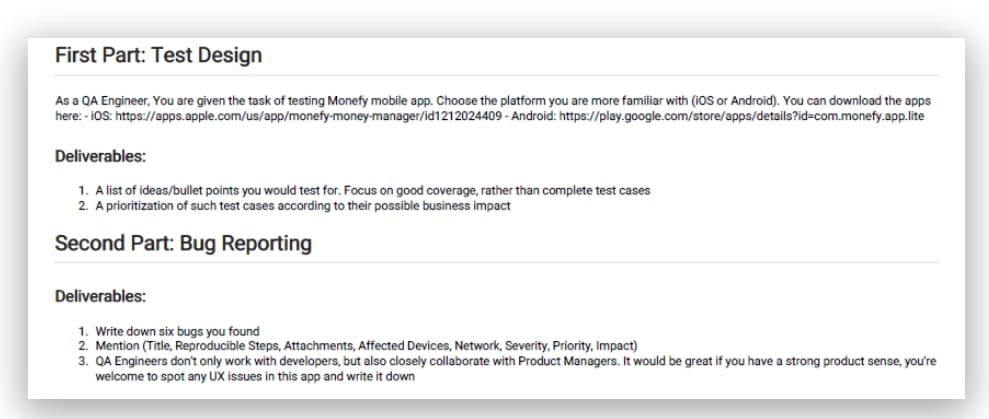 First Part: Test Design
As a QA Engineer, You are given the task of testing Monefy mobile app. Choose the platform you are more familiar with (iOS or Android). You can download the apps
here: - iOS: https://apps.apple.com/us/app/monefy-money-manager/id1212024409 - Android: https://play.google.com/store/apps/details?id=com.monefy.app.lite
Deliverables:
1. A list of ideas/bullet points you would test for. Focus on good coverage, rather than complete test cases
2. A prioritization of such test cases according to their possible business impact
Second Part: Bug Reporting
Deliverables:
1. Write down six bugs you found
2. Mention (Title, Reproducible Steps, Attachments, Affected Devices, Network, Severity, Priority, Impact)
3. QA Engineers don't only work with developers, but also closely collaborate with Product Managers. It would be great if you have a strong product sense, you're
welcome to spot any UX issues in this app and write it down